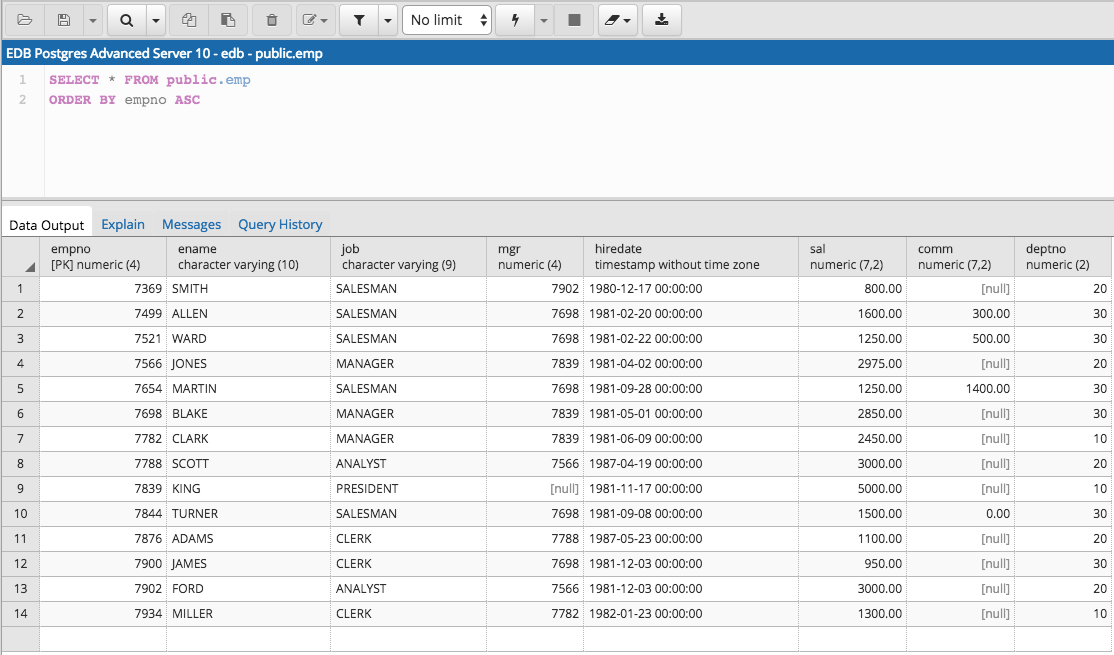 No limit
EDB Postgres Advanced Server 10 - edb - public.emp
1 SELECT * FROM public.emp
2 ORDER BY empno ASC
Data Output Explain Messages Query History
empno ename job mgr hiredate sal comm deptno
[PK] numeric (4) character varying (10) character varying (9) numeric (4) timestamp without time zone numeric (7,2) numeric (7,2) numeric (2)
1 7369 SMITH SALESMAN 7902 1980-12-17 00:00:00 800.00 [null] 20
2 7499 ALLEN SALESMAN 7698 1981-02-20 00:00:00 1600.00 300.00 30
3 7521 WARD SALESMAN 7698 1981-02-22 00:00:00 1250.00 500.00 30
4 7566 JONES MANAGER 7839 1981-04-02 00:00:00 2975.00 [null] 20
5 7654 MARTIN SALESMAN 7698 1981-09-28 00:00:00 1250.00 1400.00 30
6 7698 BLAKE MANAGER 7839 1981-05-01 00:00:00 2850.00 [null] 30
7 7782 CLARK MANAGER 7839 1981-06-09 00:00:00 2450.00 [null] 10
8 7788 SCOTT ANALYST 7566 1987-04-19 00:00:00 3000.00 [null] 20
9 7839 KING PRESIDENT [null] 1981-11-17 00:00:00 5000.00 [null] 10
10 7844 TURNER SALESMAN 7698 1981-09-08 00:00:00 1500.00 0.00 30
11 7876 ADAMS CLERK 7788 1987-05-23 00:00:00 1100.00 [null] 20
12 7900 JAMES CLERK 7698 1981-12-03 00:00:00 950.00 [null] 30
13 7902 FORD ANALYST 7566 1981-12-03 00:00:00 3000.00 [null] 20
14 7934 MILLER CLERK 7782 1982-01-23 00:00:00 1300.00 [null] 10